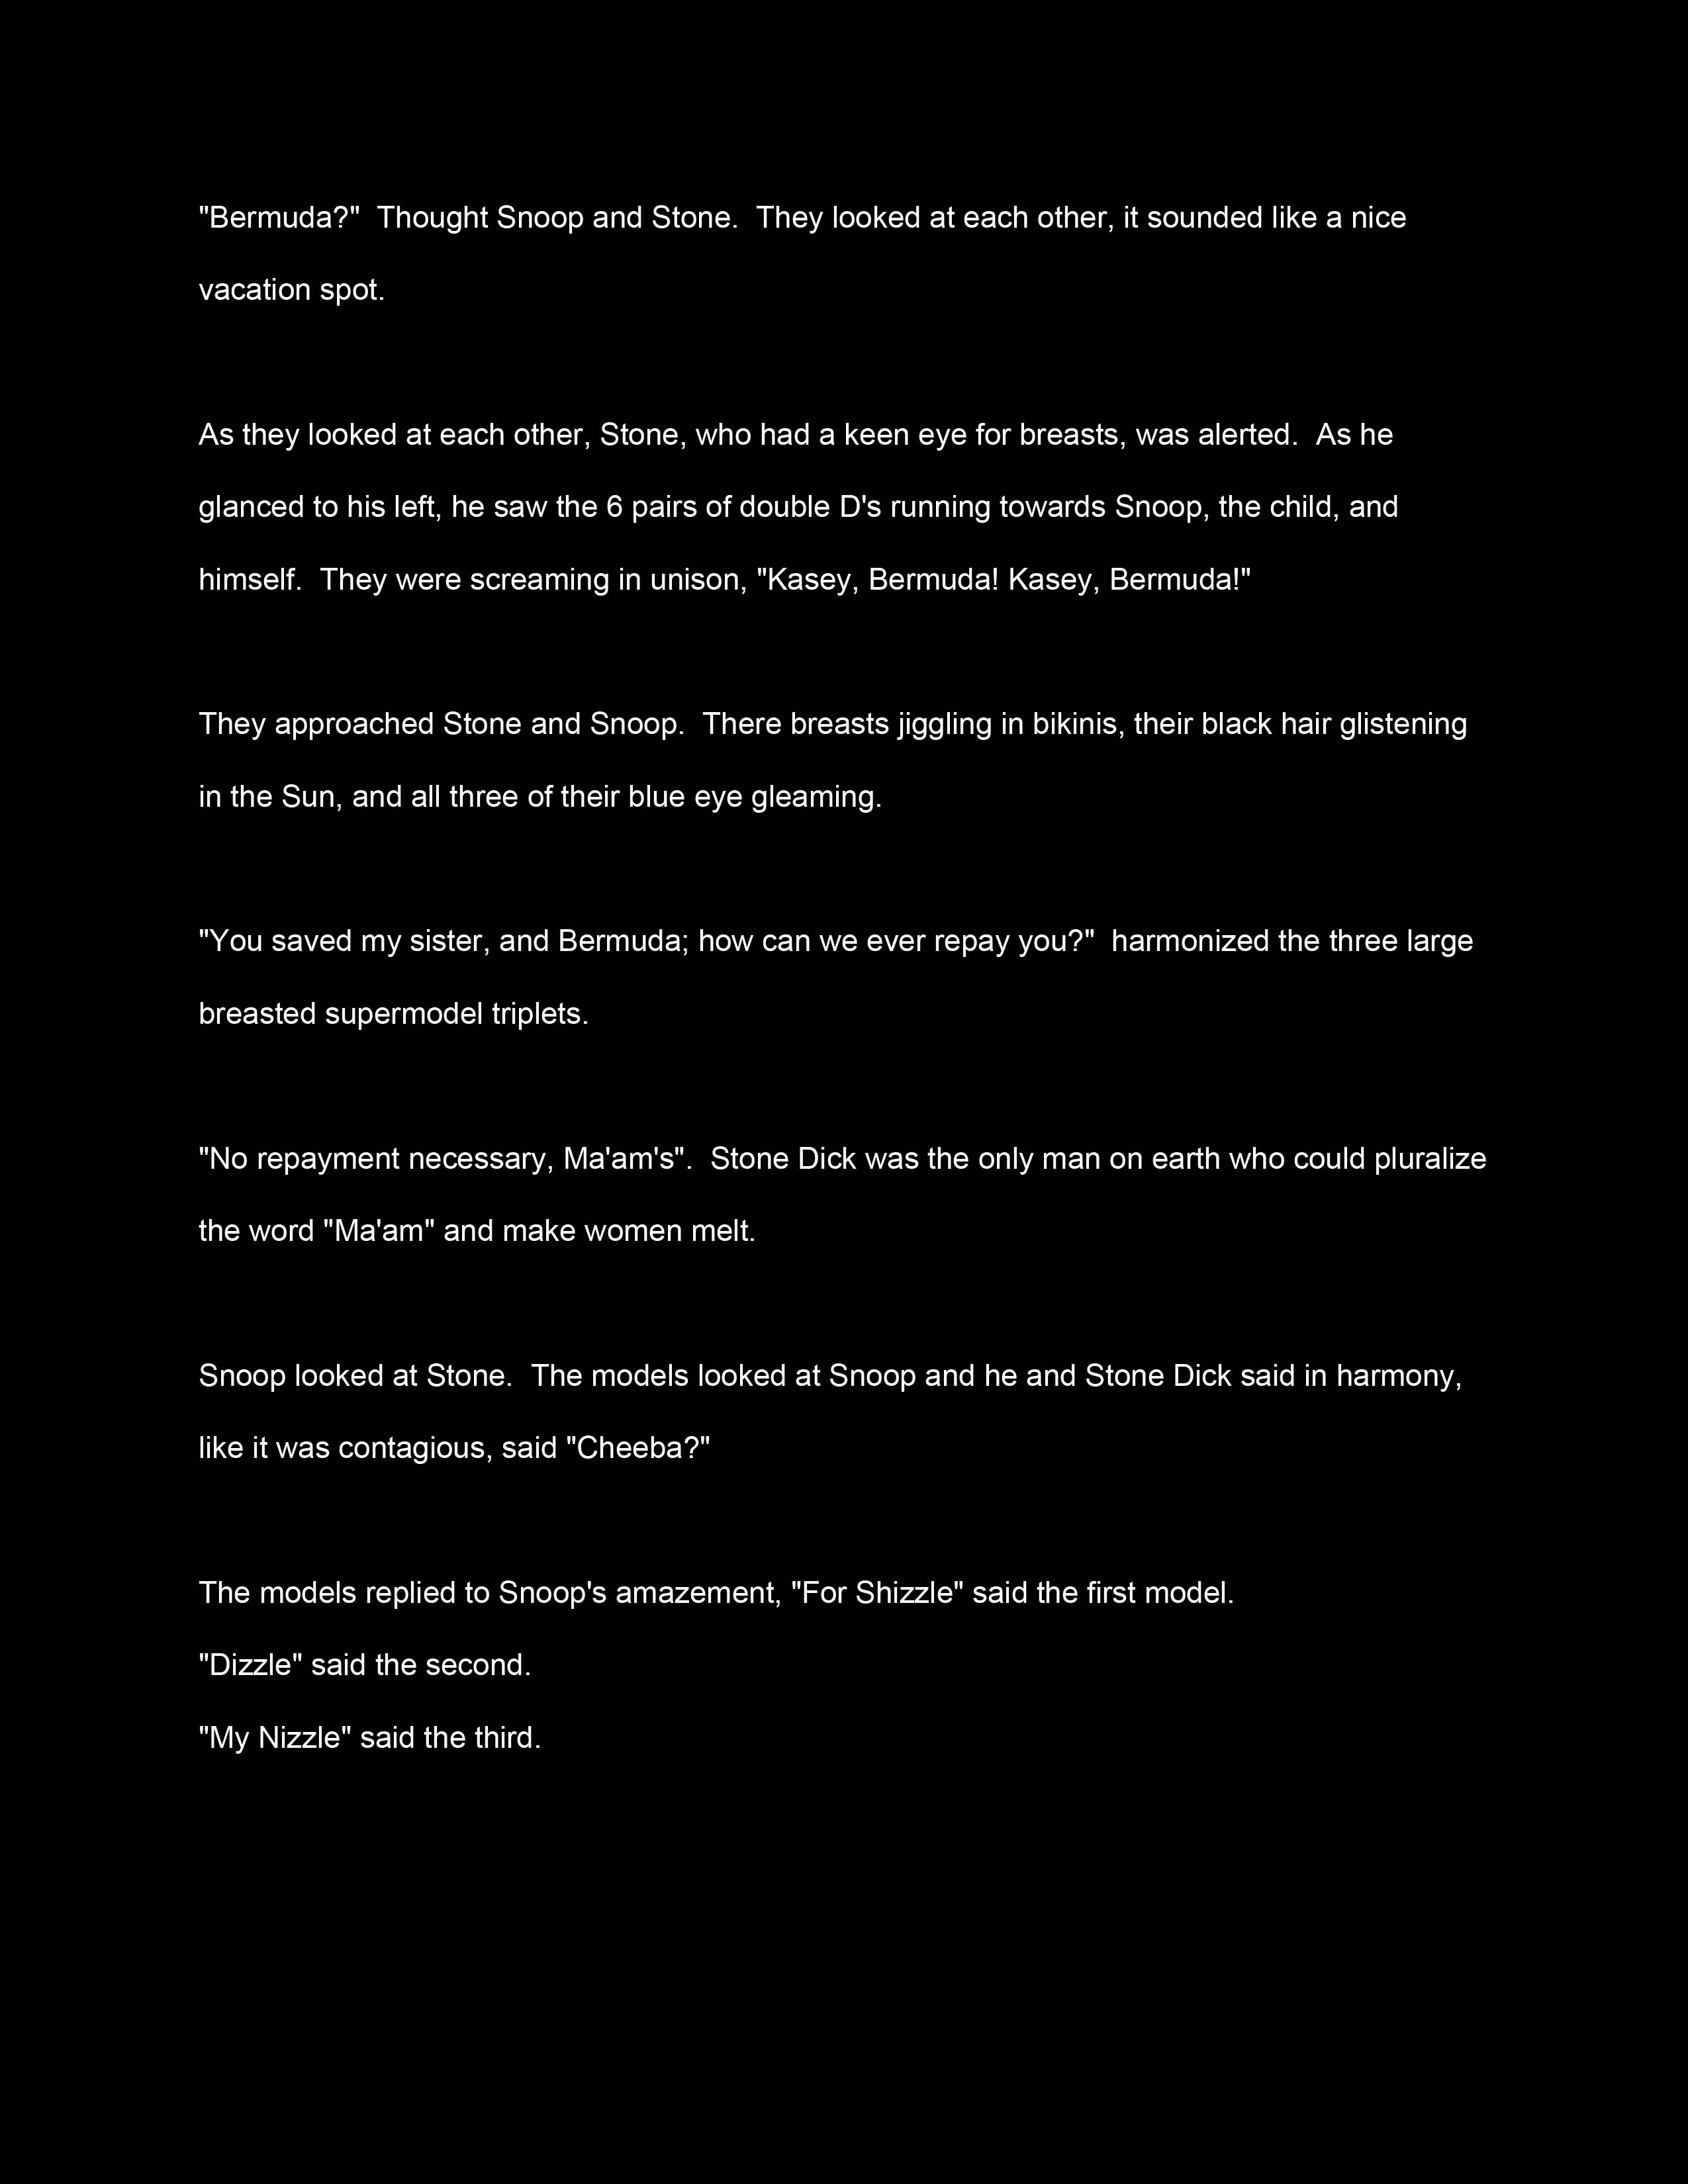 "Bermuda?"  Thought Snoop and Stone.  They looked at each other, it sounded like a nice
vacation spot.
As they looked at each other, Stone, who had a keen eye for breasts, was alerted.  As he
glanced to his left, he saw the 6 pairs of double D's running towards Snoop, the child, and
himself.  They were screaming in unison, "Kasey, Bermuda! Kasey, Bermuda!"
They approached Stone and Snoop.  There breasts jiggling in bikinis, their black hair glistening
in the Sun, and all three of their blue eye gleaming.
"You saved my sister, and Bermuda; how can we ever repay you?"  harmonized the three large
breasted supermodel triplets.
"No repayment necessary, Ma'am's".  Stone Dick was the only man on earth who could pluralize
the word "Ma'am" and make women melt.
Snoop looked at Stone.  The models looked at Snoop and he and Stone Dick said in harmony,
like it was contagious, said "Cheeba?"
The models replied to Snoop's amazement, "For Shizzle" said the first model.
"Dizzle" said the second.
"My Nizzle" said the third.